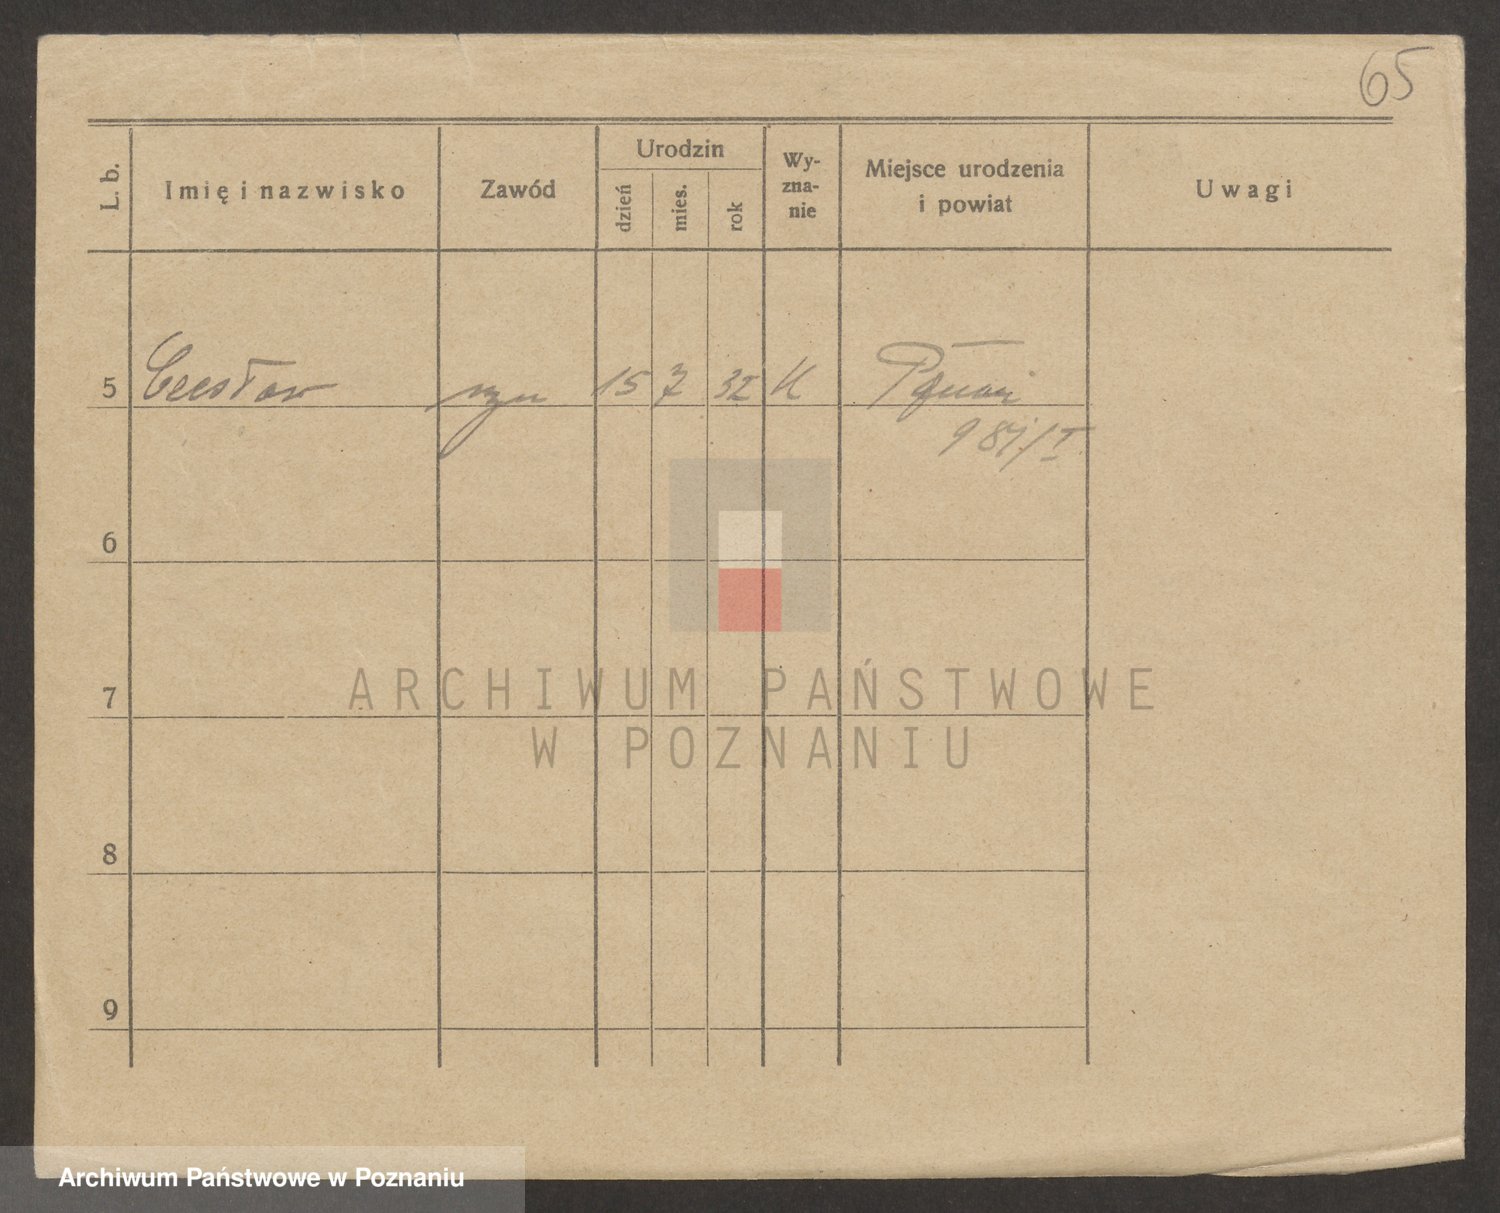 65
L. b.
Imię i nazwisko
Zawód
Urodzin
dzień
mies.
rok
Wy-
zna-
nie
Miejsce urodzenia
i powiat
Uwagi
5 Czesław syn 15 7 32 K Poznań
987/I
6
7
8
9
ARCHIWUM PAŃSTWOWE
W POZNANIU
Archiwum Państwowe w Poznaniu